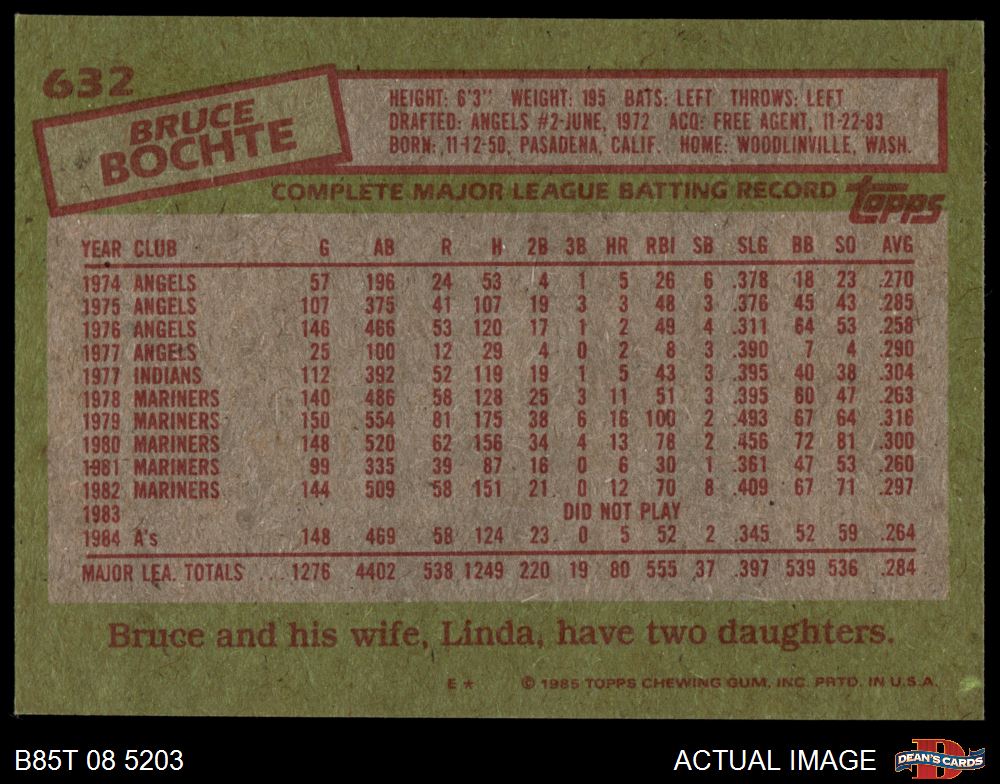 632
BRUCE
BOCHTE
HEIGHT: 6'3" WEIGHT: 195 BATS: LEFT THROWS: LEFT
DRAFTED: ANGELS #2-JUNE, 1972 ACQ: FREE AGENT, 11-22-83
BORN: 11-12-50, PASADENA, CALIF. HOME: WOODLINVILLE, WASH.
COMPLETE MAJOR LEAGUE BATTING RECORD
topps
YEAR CLUB G AB R H 2B 3B HR RBI SB SLG BB SO AVG
1974 ANGELS 57 196 24 53 4 1 5 26 6 .378 18 23 .270
1975 ANGELS 107 375 41 107 19 3 3 48 3 .376 45 43 .285
1976 ANGELS 146 466 53 120 17 1 2 49 4 .311 64 53 .258
1977 ANGELS 25 100 12 29 4 0 2 8 3 .390 7 4 .290
1977 INDIANS 112 392 52 119 19 1 5 43 3 .395 40 38 .304
1978 MARINERS 140 486 58 128 25 3 11 51 3 .395 60 47 .263
1979 MARINERS 150 554 81 175 38 6 16 100 2 .493 67 64 .316
1980 MARINERS 148 520 62 156 34 4 13 78 2 .456 72 81 .300
1981 MARINERS 99 335 39 87 16 0 6 30 1 .361 47 53 .260
1982 MARINERS 144 509 58 151 21 0 12 70 8 .409 67 71 .297
1983 DID NOT PLAY
1984 A's 148 469 58 124 23 0 5 52 2 .345 52 59 .264
MAJOR LEA. TOTALS ... 1276 4402 538 1249 220 19 80 555 37 .397 539 536 .284
Bruce and his wife, Linda, have two daughters.
E * © 1985 TOPPS CHEWING GUM, INC. PRTD. IN U.S.A.
B85T 08 5203
ACTUAL IMAGE
D
DEAN'S CARDS